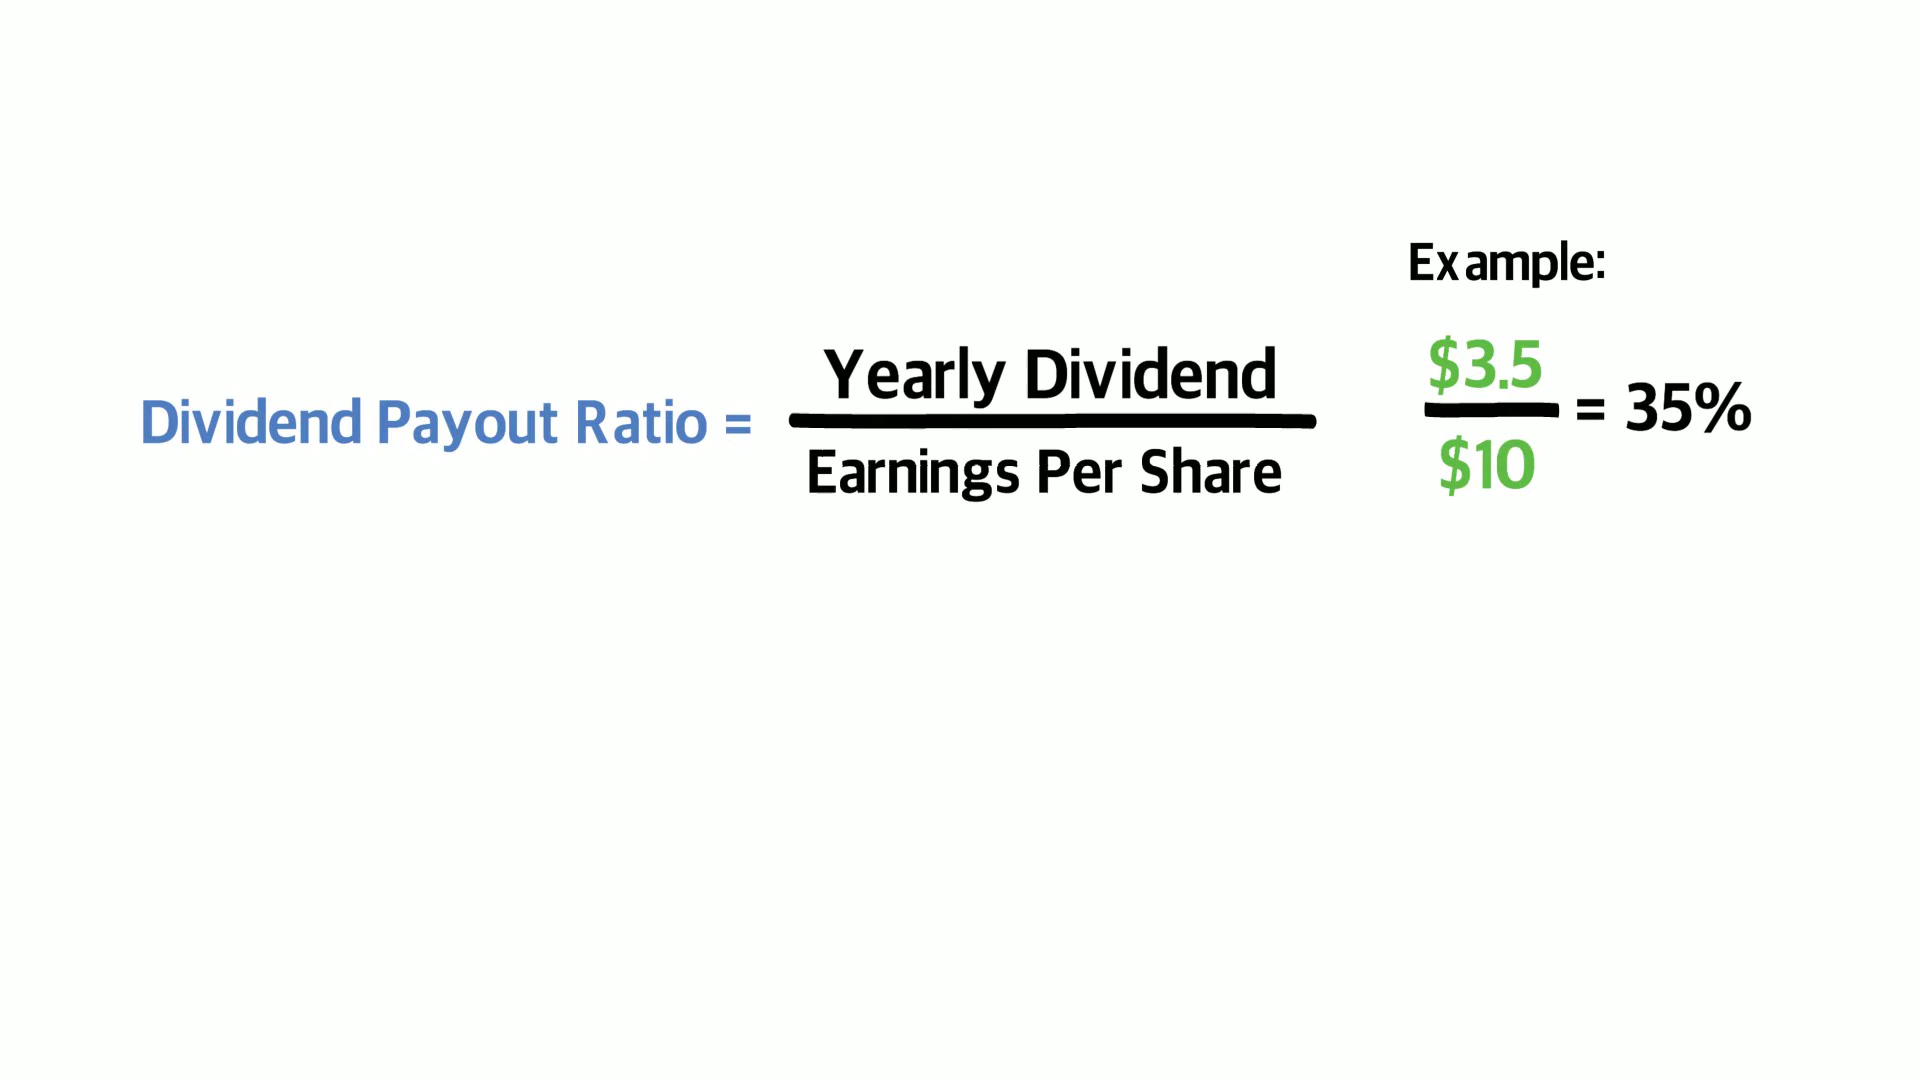 Dividend Payout Ratio =
Yearly Dividend
Earnings Per Share
Example:
$3.5
$10
= 35%